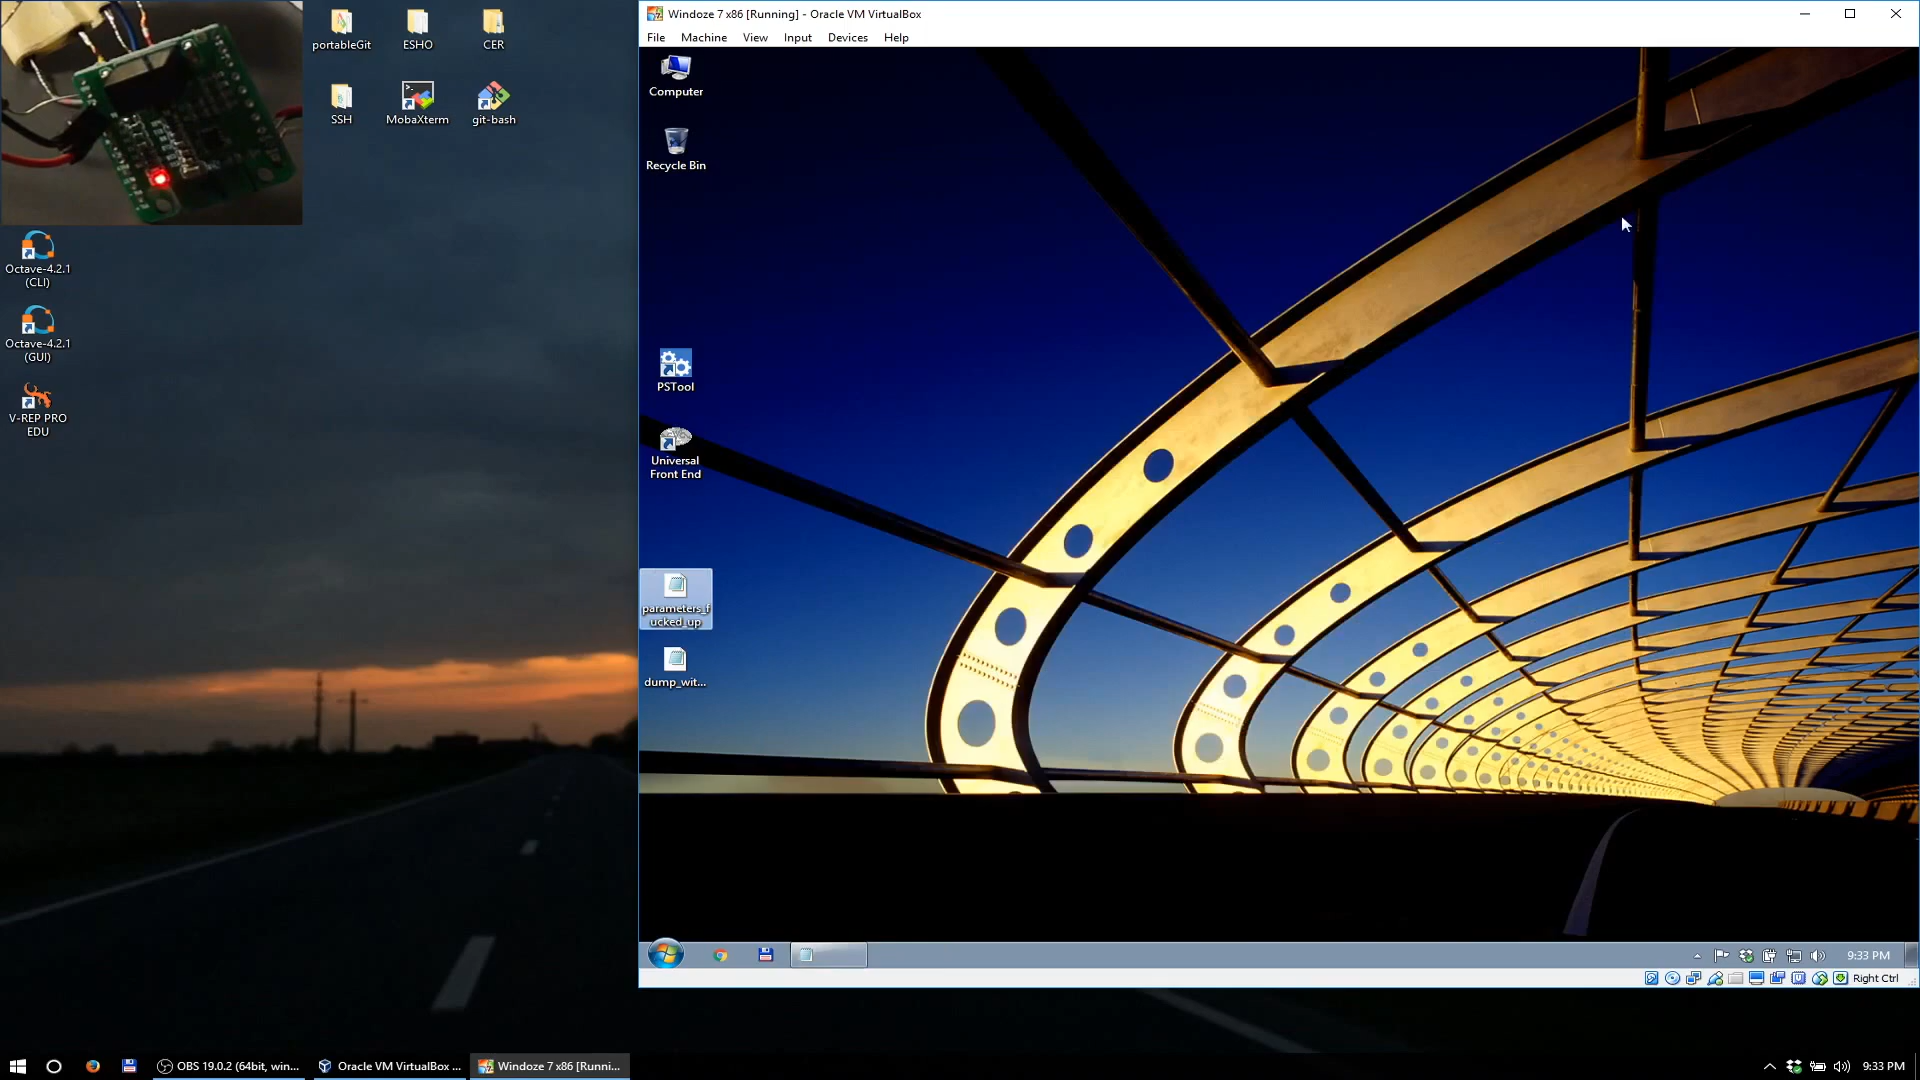 portableGit
ESHO
CER
SSH
MobaXterm
git-bash
Octave-4.2.1
(CLI)
Octave-4.2.1
(GUI)
V-REP PRO
EDU
Windoze 7 x86 [Running] - Oracle VM VirtualBox
File Machine View Input Devices Help
Computer
Recycle Bin
PSTool
Universal
Front End
parameters_f
ucked_up
dump_wit...
9:33 PM
Right Ctrl
OBS 19.0.2 (64bit, win...
Oracle VM VirtualBox ...
Windoze 7 x86 [Runni...
9:33 PM